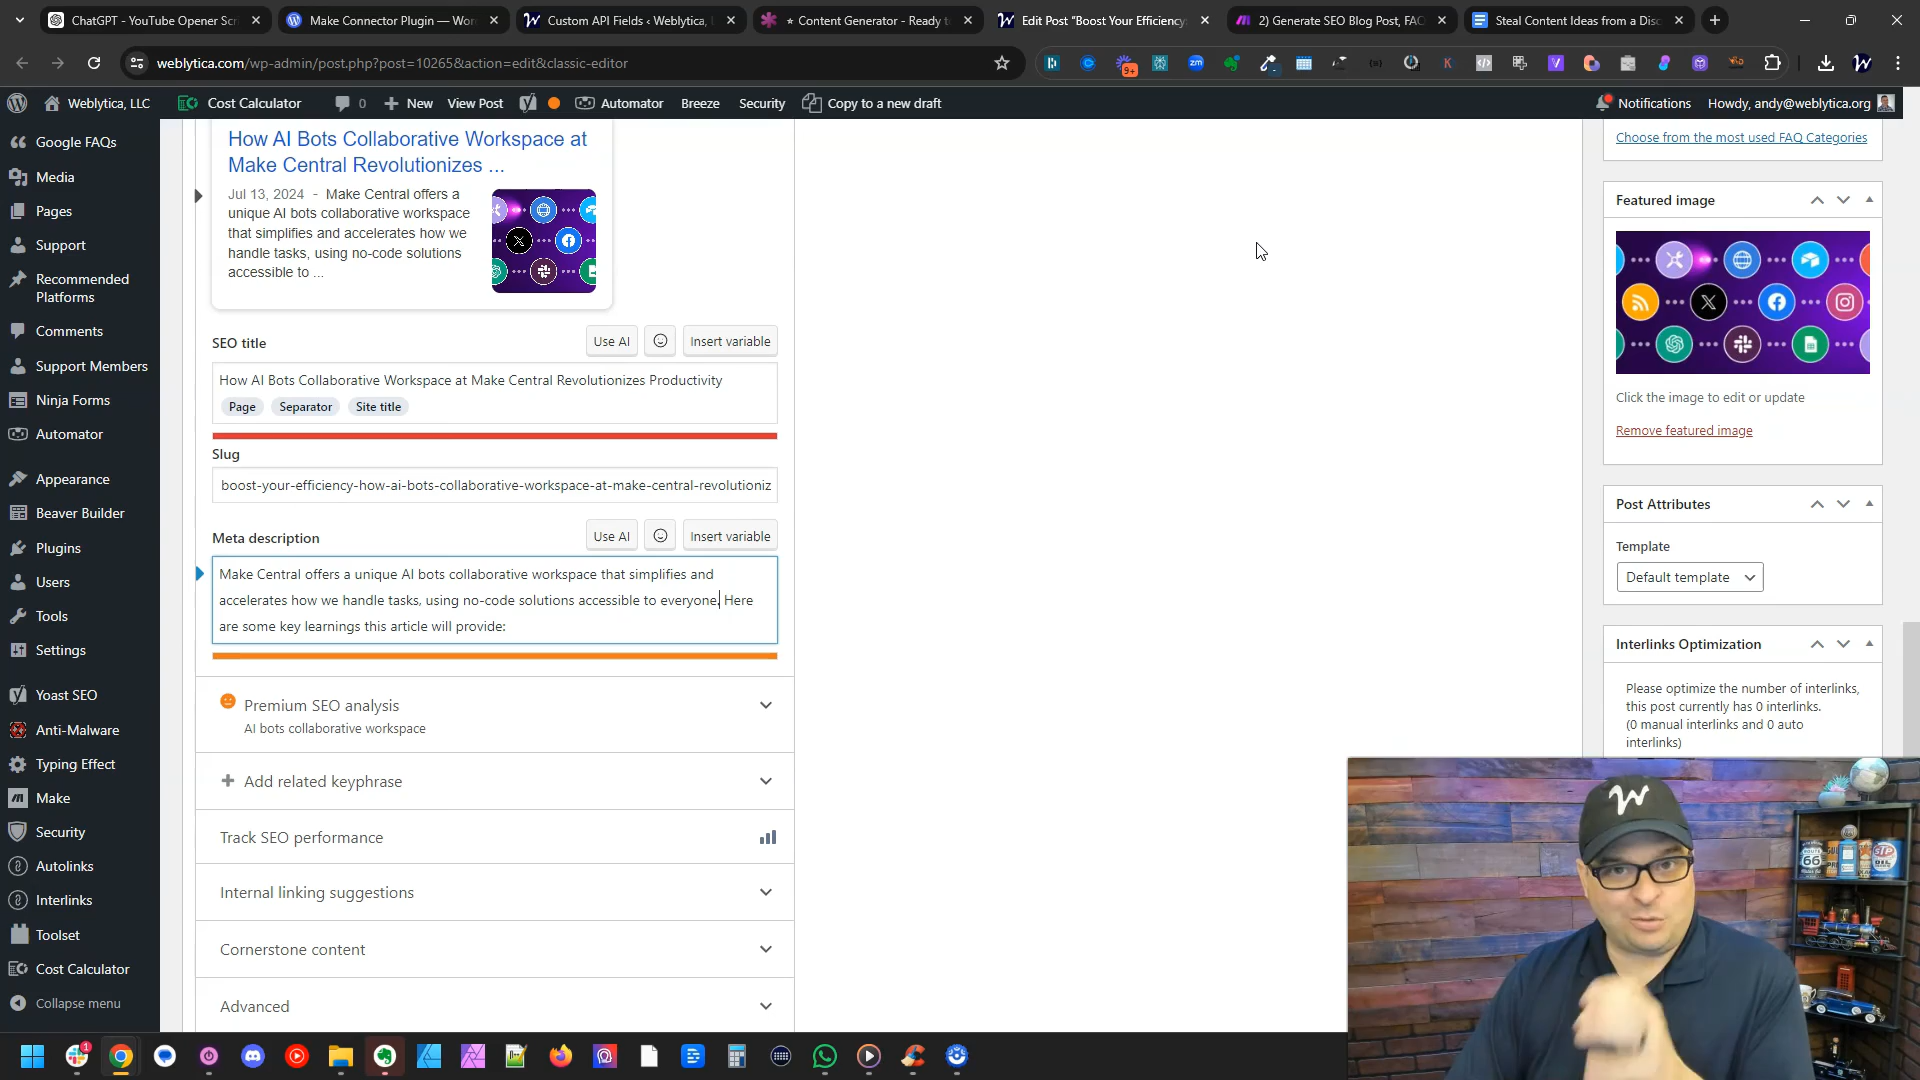 ChatGPT - YouTube Opener Scr
Make Connector Plugin — Wor
Custom API Fields ‹ Weblytica,
⭑ Content Generator - Ready t
Edit Post "Boost Your Efficiency
2) Generate SEO Blog Post, FAQ
Steal Content Ideas from a Disc
weblytica.com/wp-admin/post.php?post=10265&action=edit&classic-editor
9+
zm
Weblytica, LLC
Cost Calculator
0
New
View Post
Automator
Breeze
Security
Copy to a new draft
Notifications
Howdy, andy@weblytica.org
Google FAQs
Media
Pages
Support
Recommended
Platforms
Comments
Support Members
Ninja Forms
Automator
Appearance
Beaver Builder
Plugins
Users
Tools
Settings
Yoast SEO
Anti-Malware
Typing Effect
Make
Security
Autolinks
Interlinks
Toolset
Cost Calculator
Collapse menu
How AI Bots Collaborative Workspace at
Make Central Revolutionizes ...
Jul 13, 2024 - Make Central offers a
unique AI bots collaborative workspace
that simplifies and accelerates how we
handle tasks, using no-code solutions
accessible to ...
SEO title
Use AI
Insert variable
How AI Bots Collaborative Workspace at Make Central Revolutionizes Productivity
Page
Separator
Site title
Slug
boost-your-efficiency-how-ai-bots-collaborative-workspace-at-make-central-revolutioniz
Meta description
Use AI
Insert variable
Make Central offers a unique AI bots collaborative workspace that simplifies and
accelerates how we handle tasks, using no-code solutions accessible to everyone. Here
are some key learnings this article will provide:
Premium SEO analysis
AI bots collaborative workspace
Add related keyphrase
Track SEO performance
Internal linking suggestions
Cornerstone content
Advanced
Choose from the most used FAQ Categories
Featured image
Click the image to edit or update
Remove featured image
Post Attributes
Template
Default template
Interlinks Optimization
Please optimize the number of interlinks,
this post currently has 0 interlinks.
(0 manual interlinks and 0 auto
interlinks)
ROUTE
66
STP
1